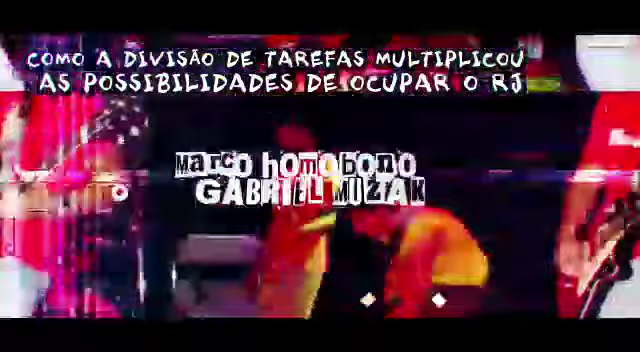 COMO A DIVISÃO DE TAREFAS MULTIPLICOU
AS POSSIBILIDADES DE OCUPAR O RJ
Marco homobono
GABRIEL MUZAK